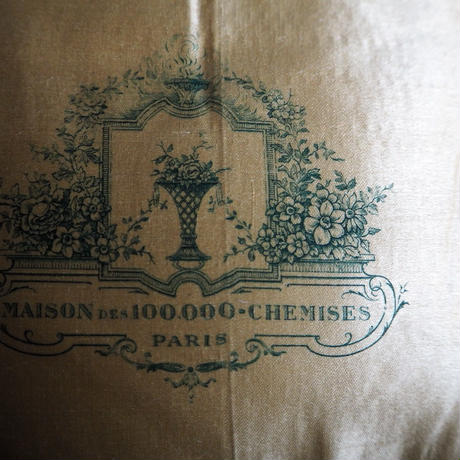 MAISON DES 100.000-CHEMISES
PARIS